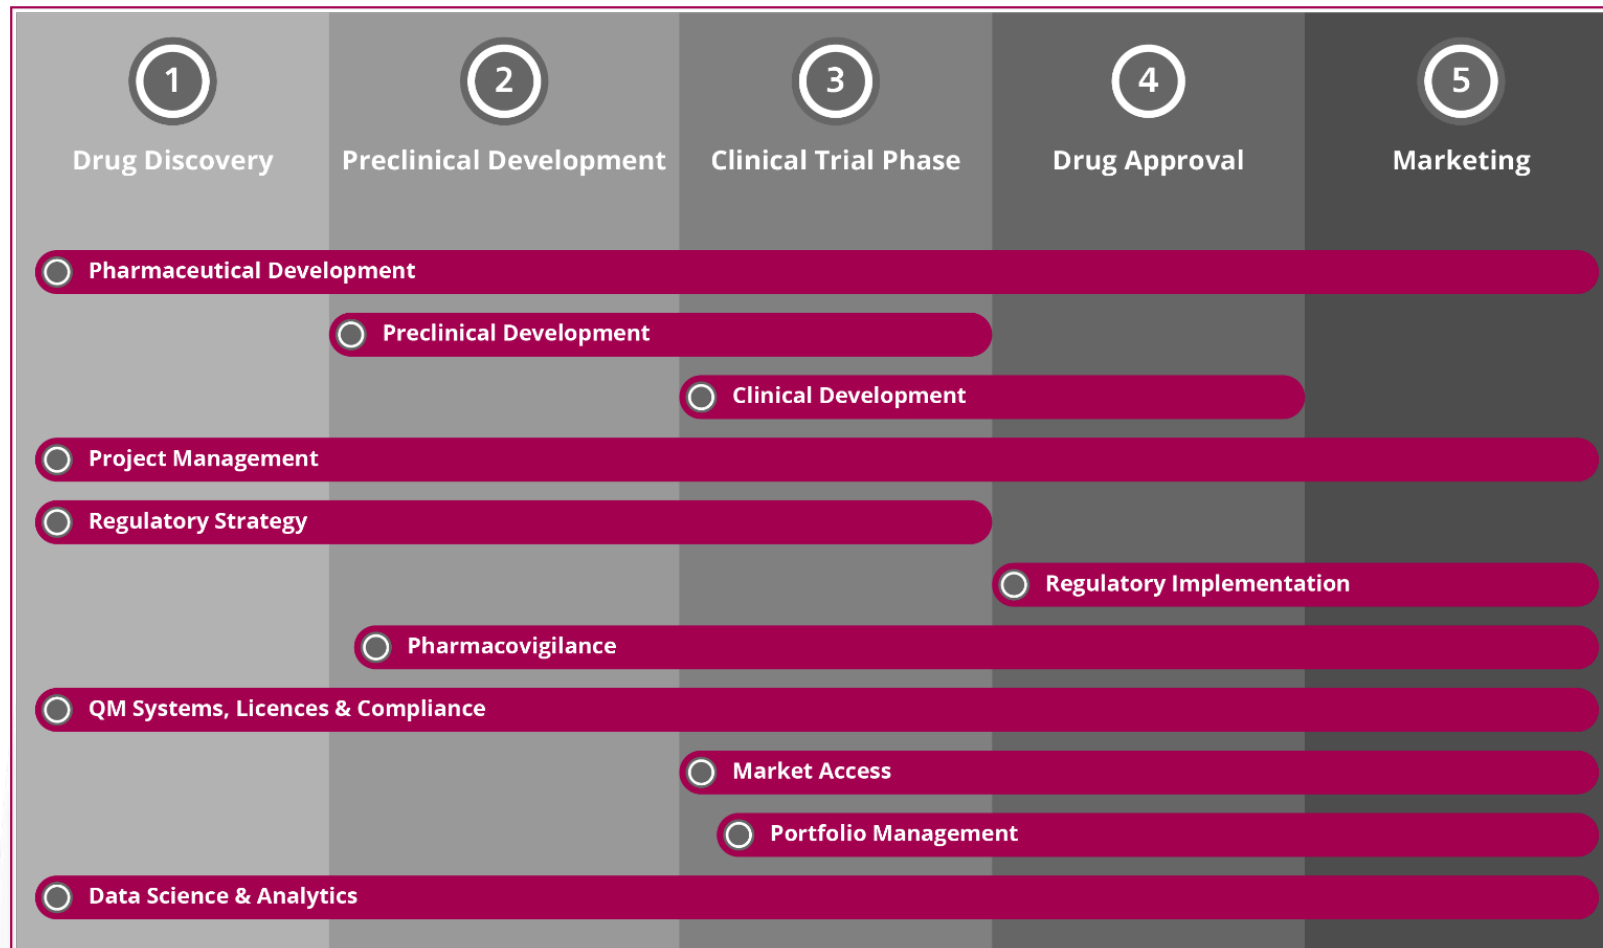 1
2
3
4
5
Drug Discovery
Preclinical Development
Clinical Trial Phase
Drug Approval
Marketing
Pharmaceutical Development
Preclinical Development
Clinical Development
Project Management
Regulatory Strategy
Regulatory Implementation
Pharmacovigilance
QM Systems, Licences & Compliance
Market Access
Portfolio Management
Data Science & Analytics